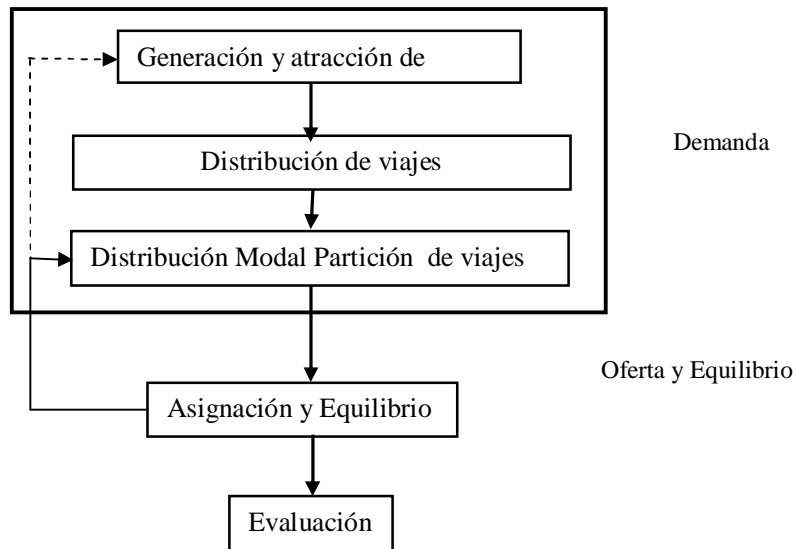 Generación y atracción de
Demanda
Distribución de viajes
Distribución Modal Partición de viajes
Oferta y Equilibrio
Asignación y Equilibrio
Evaluación